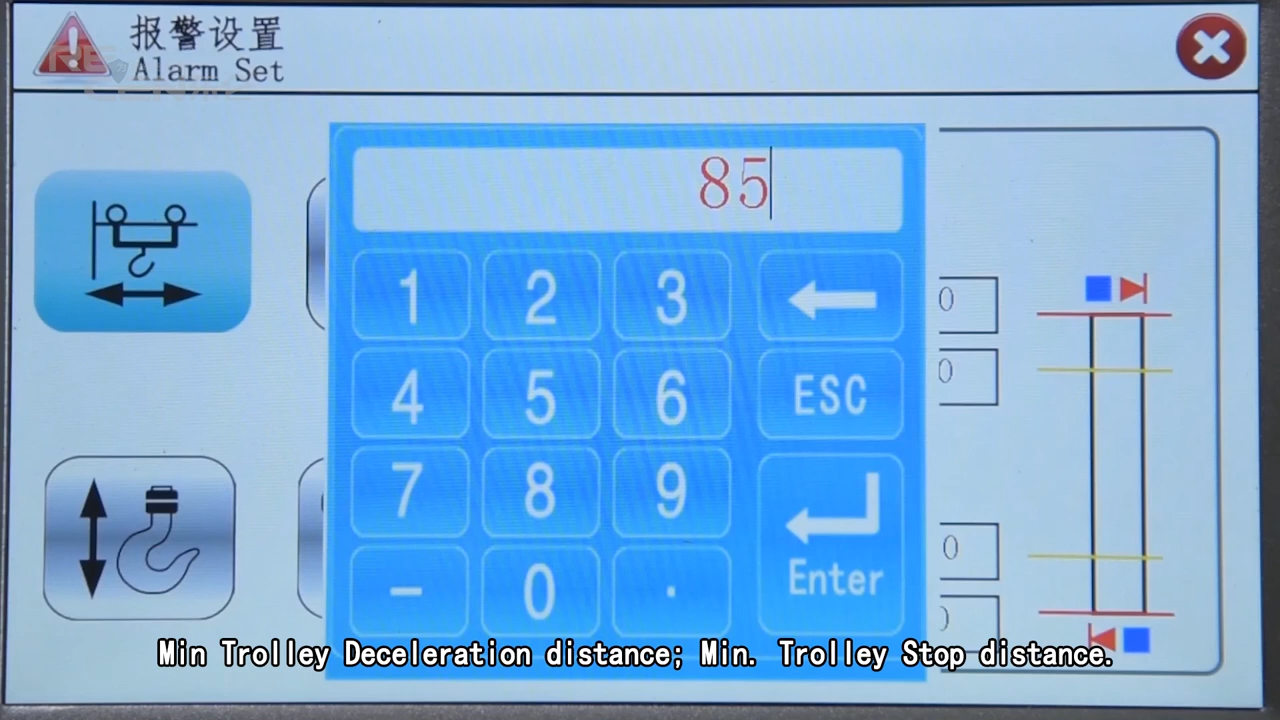 报警设置
Alarm Set
85
1 2 3
4 5 6 ESC
7 8 9
- 0 . Enter
0
0
0
Min Trolley Deceleration distance; Min. Trolley Stop distance.